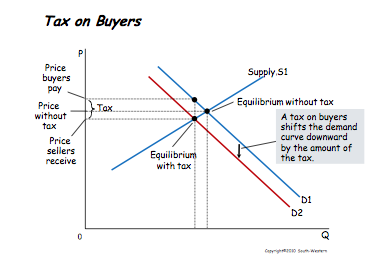 Tax on Buyers
P
Supply.S1
Price
buyers
pay
Tax
Equilibrium without tax
Price
without
tax
A tax on buyers
shifts the demand
curve downward
by the amount of
the tax.
Price
sellers
receive
Equilibrium
with tax
D1
D2
0
Q
Copyright©2010 South-Western